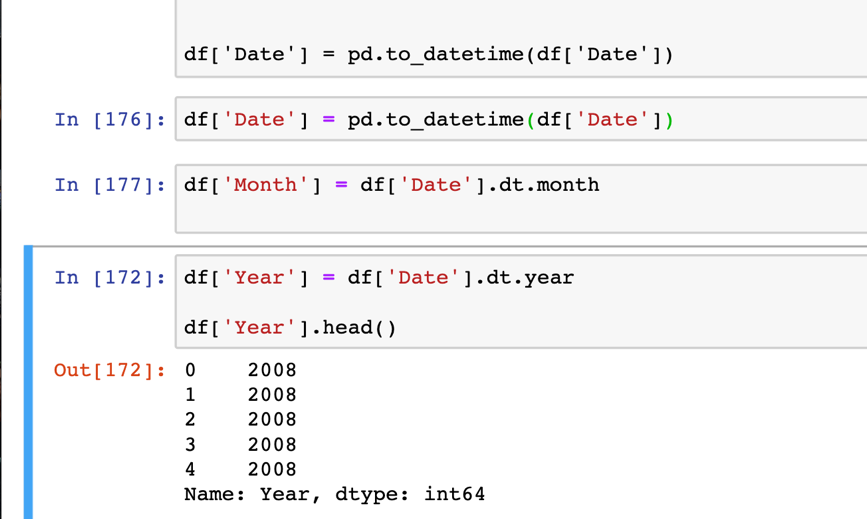 df['Date'] = pd.to_datetime(df['Date'])
In [176]: df['Date'] = pd.to_datetime(df['Date'])
In [177]: df['Month'] = df['Date'].dt.month
In [172]: df['Year'] = df['Date'].dt.year
df['Year'].head()
Out[172]: 0    2008
1    2008
2    2008
3    2008
4    2008
Name: Year, dtype: int64